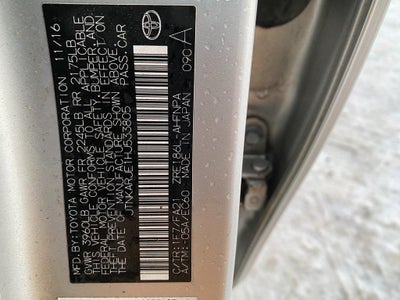 MFD.BY:TOYOTA MOTOR CORPORATION 11/16
GAWR FR 2245LB RR 1775LB
THIS VEHICLE CONFORMS TO ALL APPLICABLE
FEDERAL MOTOR VEHICLE SAFETY, BUMPER, AND
THEFT PREVENTION STANDARDS IN EFFECT ON
THE DATE OF MANUFACTURE SHOWN ABOVE.
PASS.CAR
C/TR:1F7/FA21 ZRE186L-AHFNPA
A/TM:-05A/EC60 MADE IN JAPAN 090 A